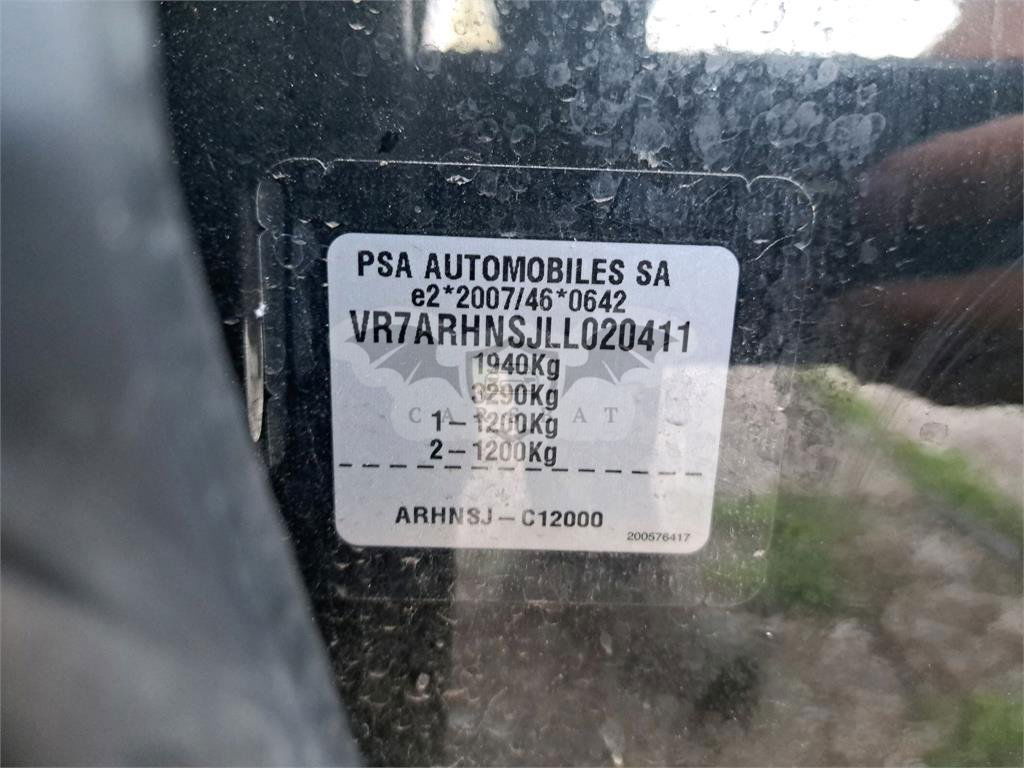 PSA AUTOMOBILES SA
e2*2007/46*0642
VR7ARHNSJLL020411
1940Kg
3290Kg
1-1200Kg
2-1200Kg
ARHNSJ-C12000
200576417